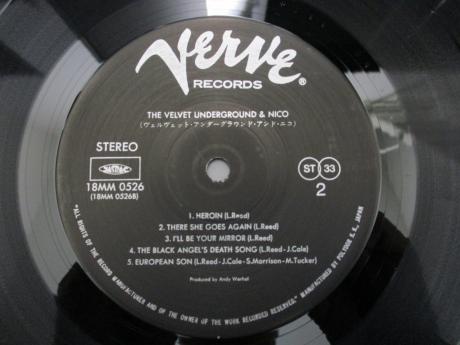 Verve
RECORDS
THE VELVET UNDERGROUND & NICO
(ヴェルヴェット・アンダーグラウンド・アンド・ニコ)
STEREO
18MM 0526
(18MM 0526B)
ST 33
2
1. HEROIN (L.Reed)
2. THERE SHE GOES AGAIN (L.Reed)
3. I'LL BE YOUR MIRROR (L.Reed)
4. THE BLACK ANGEL'S DEATH SONG (L.Reed-J.Cale)
5. EUROPEAN SON (L.Reed-J.Cale-S.Morrison-M.Tucker)
Produced by Andy Warhol
*ALL RIGHTS OF THE RECORD MANUFACTURER AND OF THE OWNER OF THE WORK RECORDED RESERVED* MANUFACTURED BY POLYDOR K.K., JAPAN